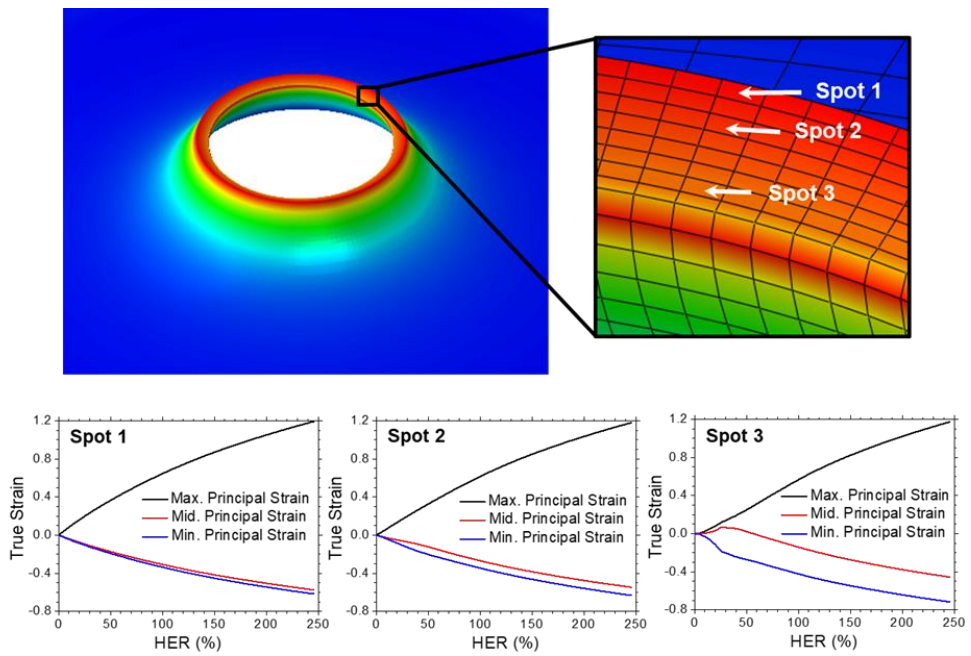 Spot 1
Spot 2
Spot 3
1.2
0.8
0.4
0.0
-0.4
-0.8
True Strain
Spot 1
Max. Principal Strain
Mid. Principal Strain
Min. Principal Strain
0 50 100 150 200 250
HER (%)
1.2
0.8
0.4
0.0
-0.4
-0.8
True Strain
Spot 2
Max. Principal Strain
Mid. Principal Strain
Min. Principal Strain
0 50 100 150 200 250
HER (%)
1.2
0.8
0.4
0.0
-0.4
-0.8
True Strain
Spot 3
Max. Principal Strain
Mid. Principal Strain
Min. Principal Strain
0 50 100 150 200 250
HER (%)